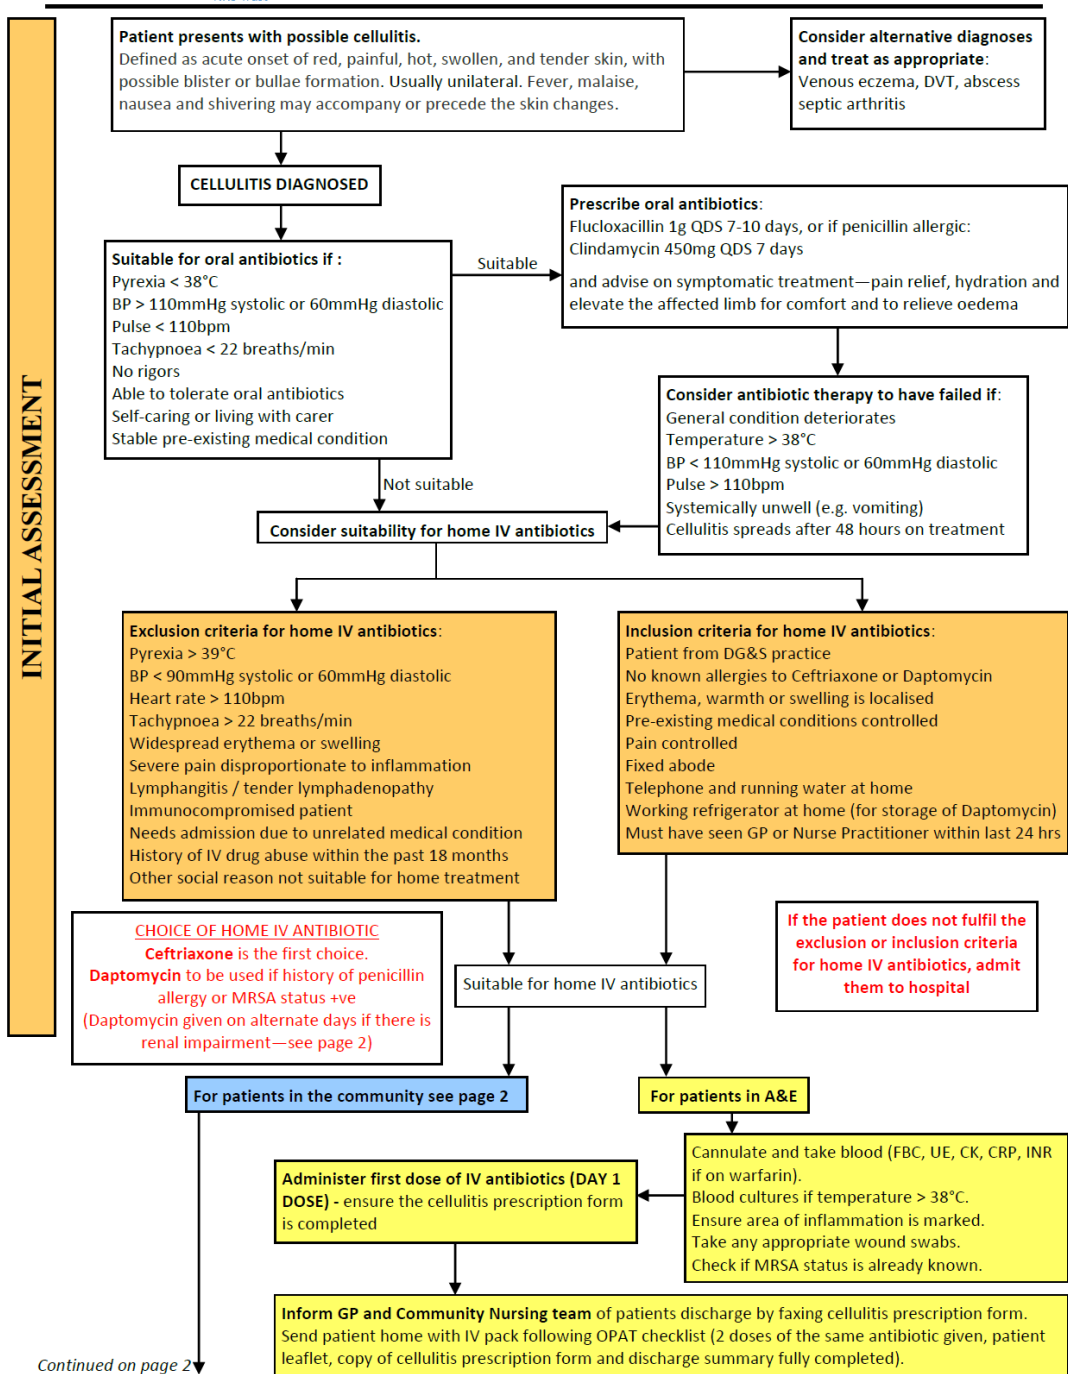 Patient presents with possible cellulitis.
Defined as acute onset of red, painful, hot, swollen, and tender skin, with
possible blister or bullae formation. Usually unilateral. Fever, malaise,
nausea and shivering may accompany or precede the skin changes.
Consider alternative diagnoses
and treat as appropriate:
Venous eczema, DVT, abscess
septic arthritis
CELLULITIS DIAGNOSED
Prescribe oral antibiotics:
Flucloxacillin 1g QDS 7-10 days, or if penicillin allergic:
Clindamycin 450mg QDS 7 days
and advise on symptomatic treatment—pain relief, hydration and
elevate the affected limb for comfort and to relieve oedema
Suitable for oral antibiotics if :
Pyrexia < 38°C
BP > 110mmHg systolic or 60mmHg diastolic
Pulse < 110bpm
Tachypnoea < 22 breaths/min
No rigors
Able to tolerate oral antibiotics
Self-caring or living with carer
Stable pre-existing medical condition
Suitable
INITIAL ASSESSMENT
Consider antibiotic therapy to have failed if:
General condition deteriorates
Temperature > 38°C
BP < 110mmHg systolic or 60mmHg diastolic
Pulse > 110bpm
Systemically unwell (e.g. vomiting)
Cellulitis spreads after 48 hours on treatment
Not suitable
Consider suitability for home IV antibiotics
Exclusion criteria for home IV antibiotics:
Pyrexia > 39°C
BP < 90mmHg systolic or 60mmHg diastolic
Heart rate > 110bpm
Tachypnoea > 22 breaths/min
Widespread erythema or swelling
Severe pain disproportionate to inflammation
Lymphangitis / tender lymphadenopathy
Immunocompromised patient
Needs admission due to unrelated medical condition
History of IV drug abuse within the past 18 months
Other social reason not suitable for home treatment
Inclusion criteria for home IV antibiotics:
Patient from DG&S practice
No known allergies to Ceftriaxone or Daptomycin
Erythema, warmth or swelling is localised
Pre-existing medical conditions controlled
Pain controlled
Fixed abode
Telephone and running water at home
Working refrigerator at home (for storage of Daptomycin)
Must have seen GP or Nurse Practitioner within last 24 hrs
CHOICE OF HOME IV ANTIBIOTIC
Ceftriaxone is the first choice.
Daptomycin to be used if history of penicillin
allergy or MRSA status +ve
(Daptomycin given on alternate days if there is
renal impairment—see page 2)
Suitable for home IV antibiotics
If the patient does not fulfil the
exclusion or inclusion criteria
for home IV antibiotics, admit
them to hospital
For patients in the community see page 2
For patients in A&E
Cannulate and take blood (FBC, UE, CK, CRP, INR
if on warfarin).
Blood cultures if temperature > 38°C.
Ensure area of inflammation is marked.
Take any appropriate wound swabs.
Check if MRSA status is already known.
Administer first dose of IV antibiotics (DAY 1
DOSE) - ensure the cellulitis prescription form
is completed
Inform GP and Community Nursing team of patients discharge by faxing cellulitis prescription form.
Send patient home with IV pack following OPAT checklist (2 doses of the same antibiotic given, patient
leaflet, copy of cellulitis prescription form and discharge summary fully completed).
Continued on page 2